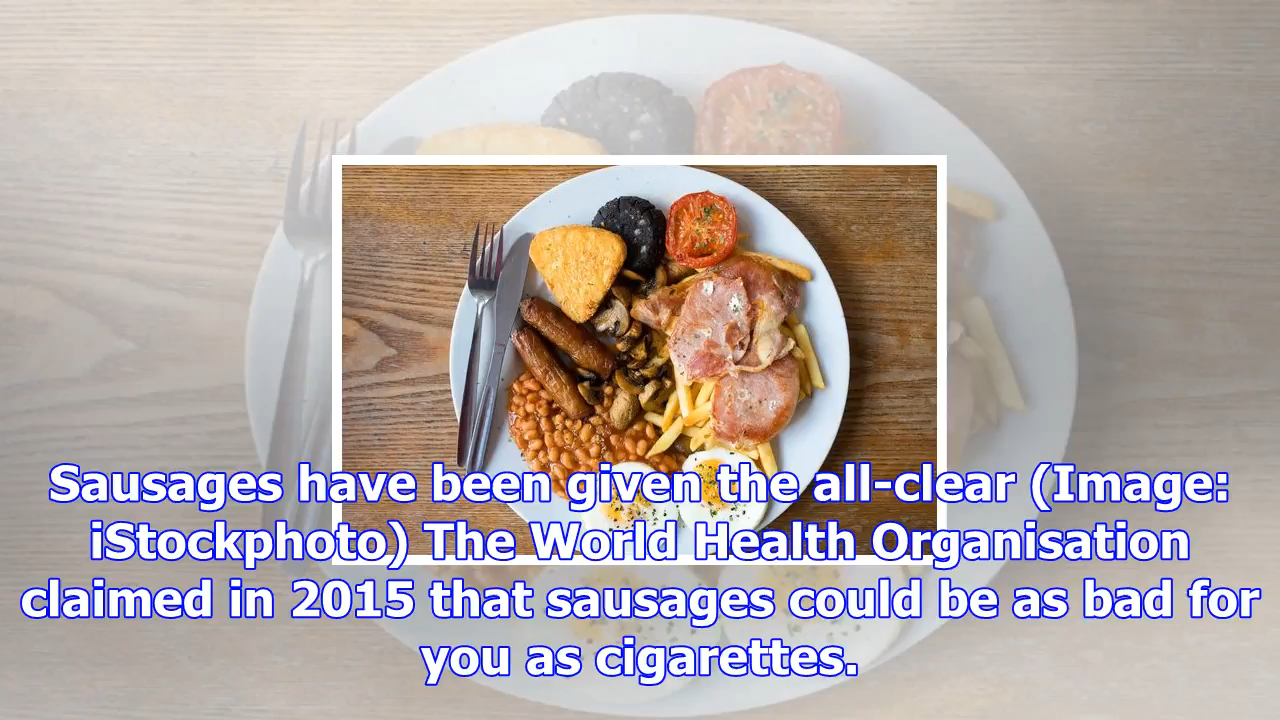 Sausages have been given the all-clear (Image:
iStockphoto) The World Health Organisation
claimed in 2015 that sausages could be as bad for
you as cigarettes.